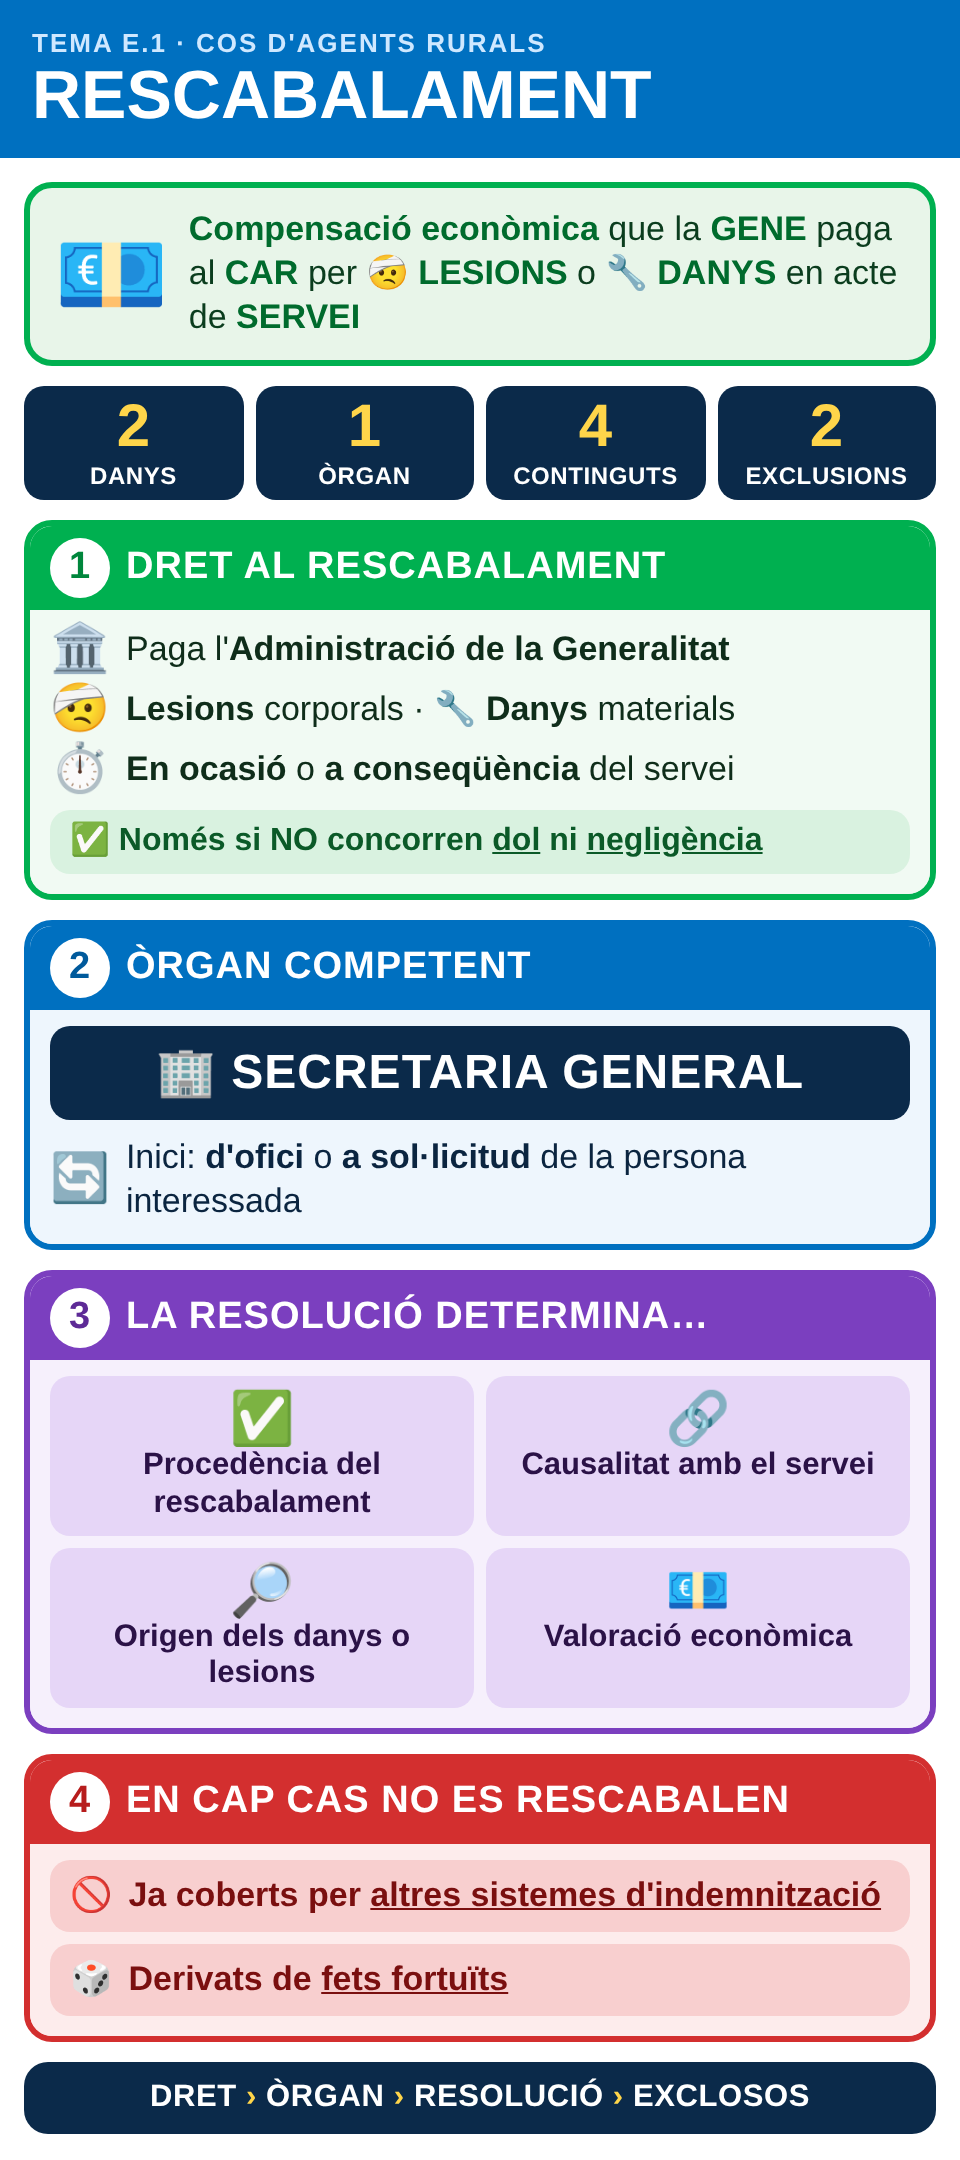 TEMA E.1 · COS D'AGENTS RURALS
RESCABALAMENT
Compensació econòmica que la GENE paga
al CAR per 🤕 LESIONS o 🔧 DANYS en acte
de SERVEI
2
DANYS
1
ÒRGAN
4
CONTINGUTS
2
EXCLUSIONS
1 DRET AL RESCABALAMENT
Paga l'Administració de la Generalitat
Lesions corporals · 🔧 Danys materials
En ocasió o a conseqüència del servei
✅ Només si NO concorren dol ni negligència
2 ÒRGAN COMPETENT
🏢 SECRETARIA GENERAL
Inici: d'ofici o a sol·licitud de la persona
interessada
3 LA RESOLUCIÓ DETERMINA…
Procedència del
rescabalament
Causalitat amb el servei
Origen dels danys o
lesions
Valoració econòmica
4 EN CAP CAS NO ES RESCABALEN
🚫 Ja coberts per altres sistemes d'indemnització
🎲 Derivats de fets fortuïts
DRET › ÒRGAN › RESOLUCIÓ › EXCLOSOS